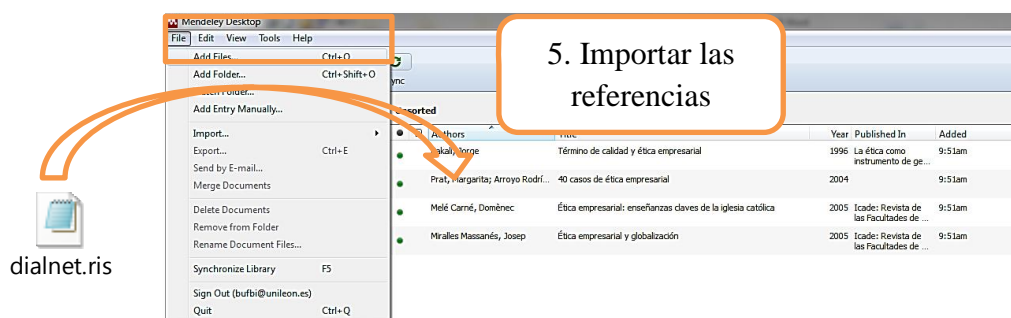 Mendeley Desktop
File Edit View Tools Help
5. Importar las
referencias
Add Files... Ctrl+O
Add Folder... Ctrl+Shift+O
Add Entry Manually...
Import...
Export... Ctrl+E
Send by E-mail...
Merge Documents
Delete Documents
Remove from Folder
Rename Document Files...
Synchronize Library F5
Sign Out (bufbi@unileon.es)
Quit Ctrl+Q
Authors Year Published In Added
Jorge Término de calidad y ética empresarial 1996 La ética como 9:51am
instrumento de ge...
Prat, Margarita; Arroyo Rodrí... 40 casos de ética empresarial 2004 9:51am
Melé Carné, Domènec Ética empresarial: enseñanzas claves de la iglesia católica 2005 Icade: Revista de 9:51am
las Facultades de ...
Miralles Massanés, Josep Ética empresarial y globalización 2005 Icade: Revista de 9:51am
las Facultades de ...
dialnet.ris